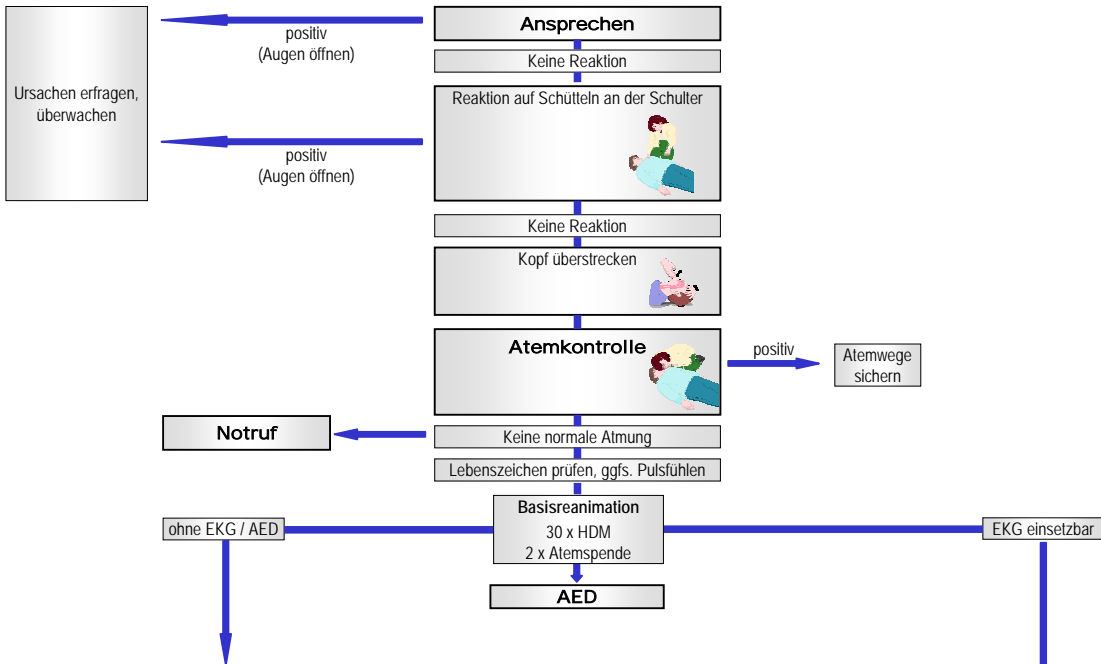 Ansprechen
positiv
(Augen öffnen)
Keine Reaktion
Ursachen erfragen,
überwachen
Reaktion auf Schütteln an der Schulter
positiv
(Augen öffnen)
Keine Reaktion
Kopf überstrecken
Atemkontrolle
positiv
Atemwege
sichern
Notruf
Keine normale Atmung
Lebenszeichen prüfen, ggfs. Pulsfühlen
Basisreanimation
30 x HDM
2 x Atemspende
ohne EKG / AED
EKG einsetzbar
AED